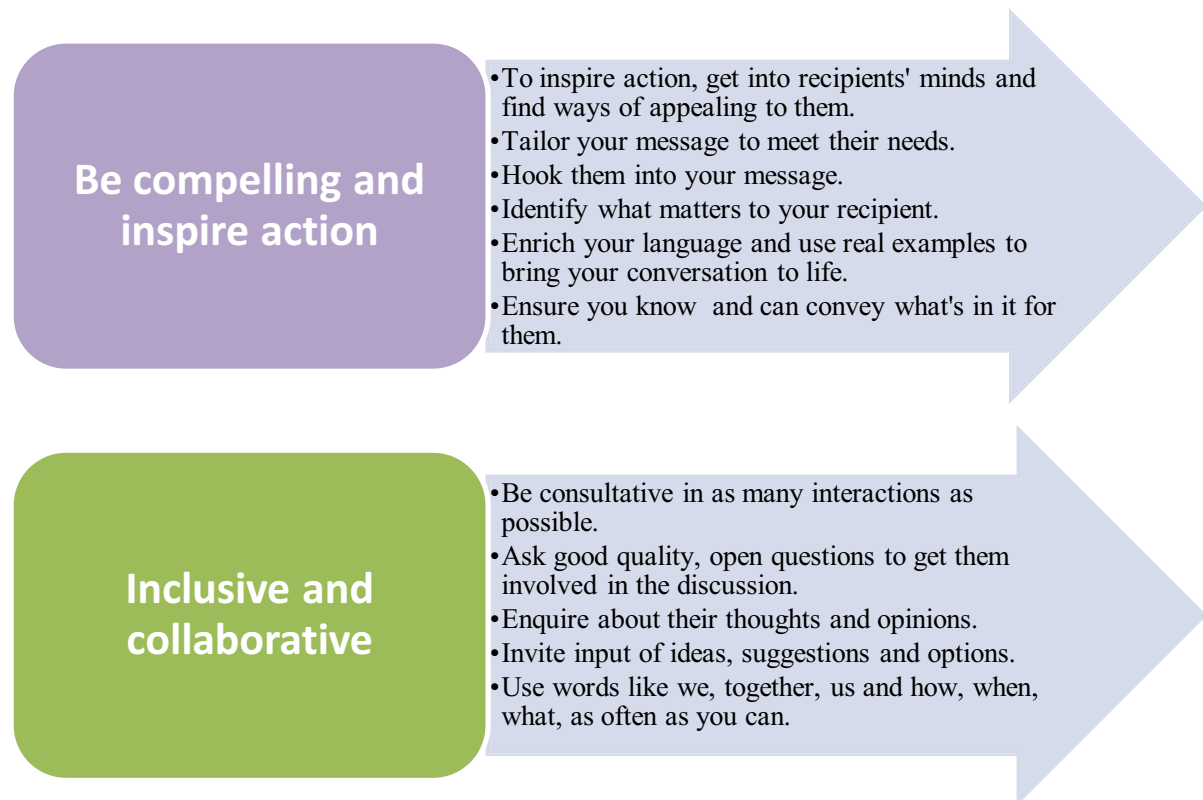 Be compelling and
inspire action
•To inspire action, get into recipients' minds and
find ways of appealing to them.
•Tailor your message to meet their needs.
•Hook them into your message.
•Identify what matters to your recipient.
•Enrich your language and use real examples to
bring your conversation to life.
•Ensure you know  and can convey what's in it for
them.
Inclusive and
collaborative
•Be consultative in as many interactions as
possible.
•Ask good quality, open questions to get them
involved in the discussion.
•Enquire about their thoughts and opinions.
•Invite input of ideas, suggestions and options.
•Use words like we, together, us and how, when,
what, as often as you can.